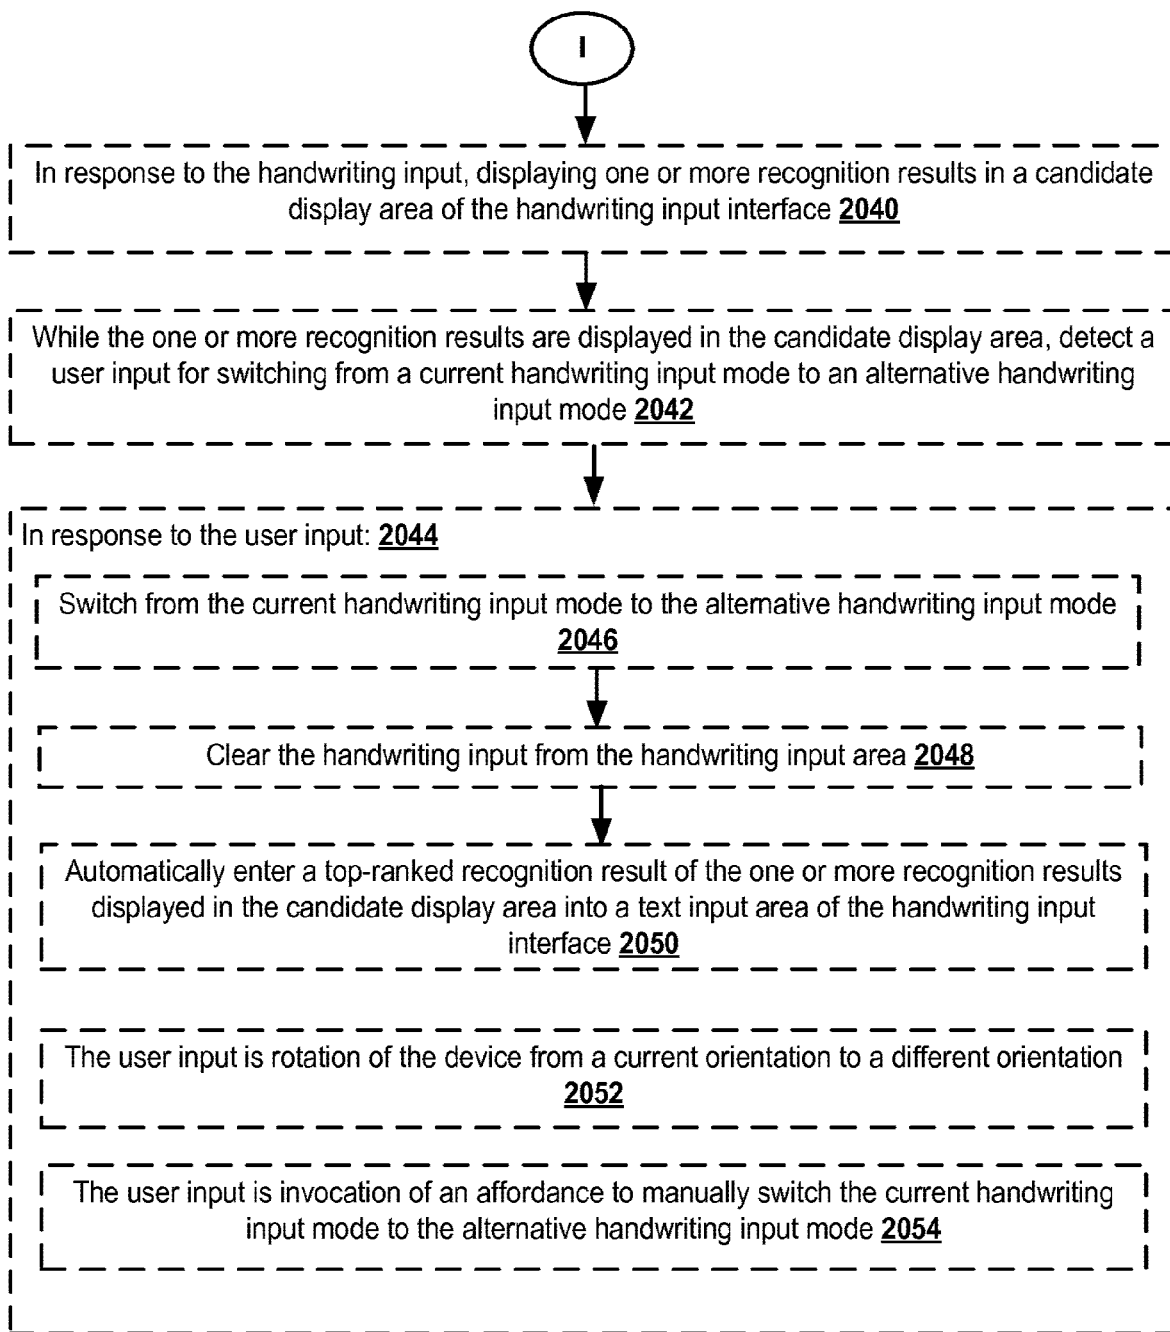 I
In response to the handwriting input, displaying one or more recognition results in a candidate
display area of the handwriting input interface 2040
While the one or more recognition results are displayed in the candidate display area, detect a
user input for switching from a current handwriting input mode to an alternative handwriting
input mode 2042
In response to the user input: 2044
Switch from the current handwriting input mode to the alternative handwriting input mode
2046
Clear the handwriting input from the handwriting input area 2048
Automatically enter a top-ranked recognition result of the one or more recognition results
displayed in the candidate display area into a text input area of the handwriting input
interface 2050
The user input is rotation of the device from a current orientation to a different orientation
2052
The user input is invocation of an affordance to manually switch the current handwriting
input mode to the alternative handwriting input mode 2054